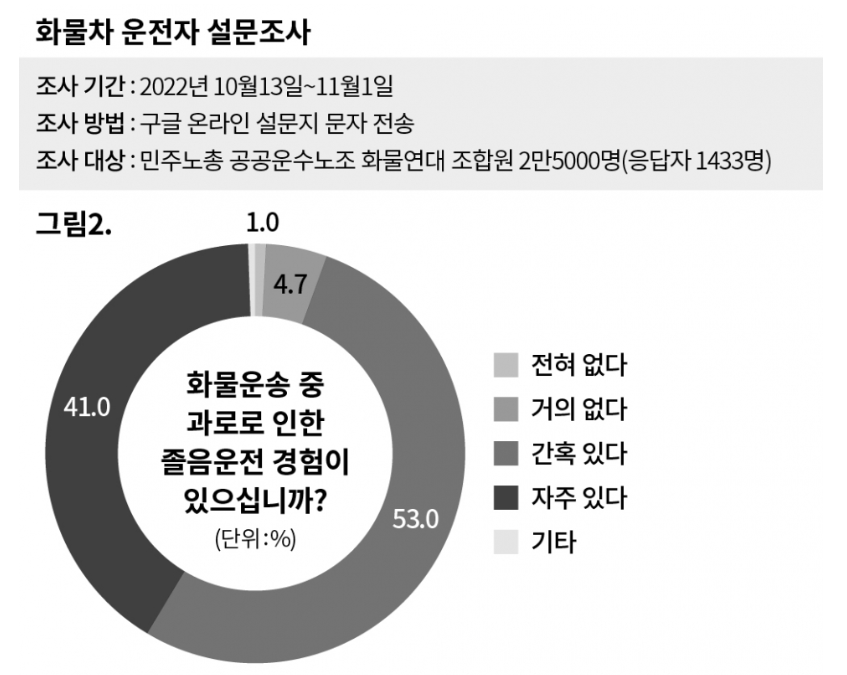 화물차 운전자 설문조사
조사 기간 : 2022년 10월13일~11월1일
조사 방법 : 구글 온라인 설문지 문자 전송
조사 대상 : 민주노총 공공운수노조 화물연대 조합원 2만5000명(응답자 1433명)
그림2.
1.0
4.7
41.0
53.0
화물운송 중
과로로 인한
졸음운전 경험이
있으십니까?
(단위:%)
전혀 없다
거의 없다
간혹 있다
자주 있다
기타